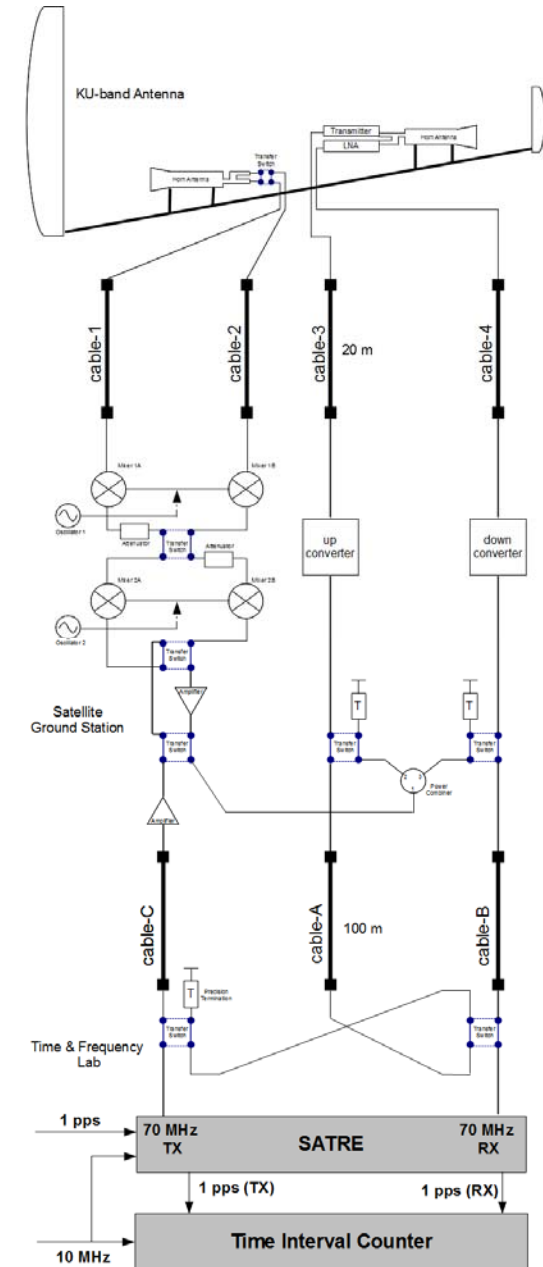 KU-band Antenna
Transmitter
LNA
Horn Antenna
Transfer
Switch
Horn Antenna
cable-1
cable-2
cable-3
20 m
cable-4
Mixer 1A
Mixer 1B
Oscillator 1
Attenuator
Transfer
Switch
Attenuator
up
converter
down
converter
Mixer 2A
Mixer 2B
Oscillator 2
Transfer
Switch
Amplifier
T
T
Satellite
Ground Station
Transfer
Switch
Transfer
Switch
Transfer
Switch
2
3
1
Power
Combiner
Amplifier
cable-C
cable-A
100 m
cable-B
T
Precision
Termination
Transfer
Switch
Transfer
Switch
Time & Frequency
Lab
1 pps
70 MHz
TX
SATRE
70 MHz
RX
1 pps (TX)
1 pps (RX)
10 MHz
Time Interval Counter